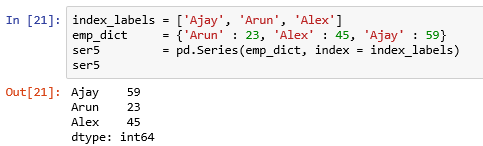 In [21]: index_labels = ['Ajay', 'Arun', 'Alex']
emp_dict     = {'Arun' : 23, 'Alex' : 45, 'Ajay' : 59}
ser5         = pd.Series(emp_dict, index = index_labels)
ser5
Out[21]: Ajay    59
Arun    23
Alex    45
dtype: int64